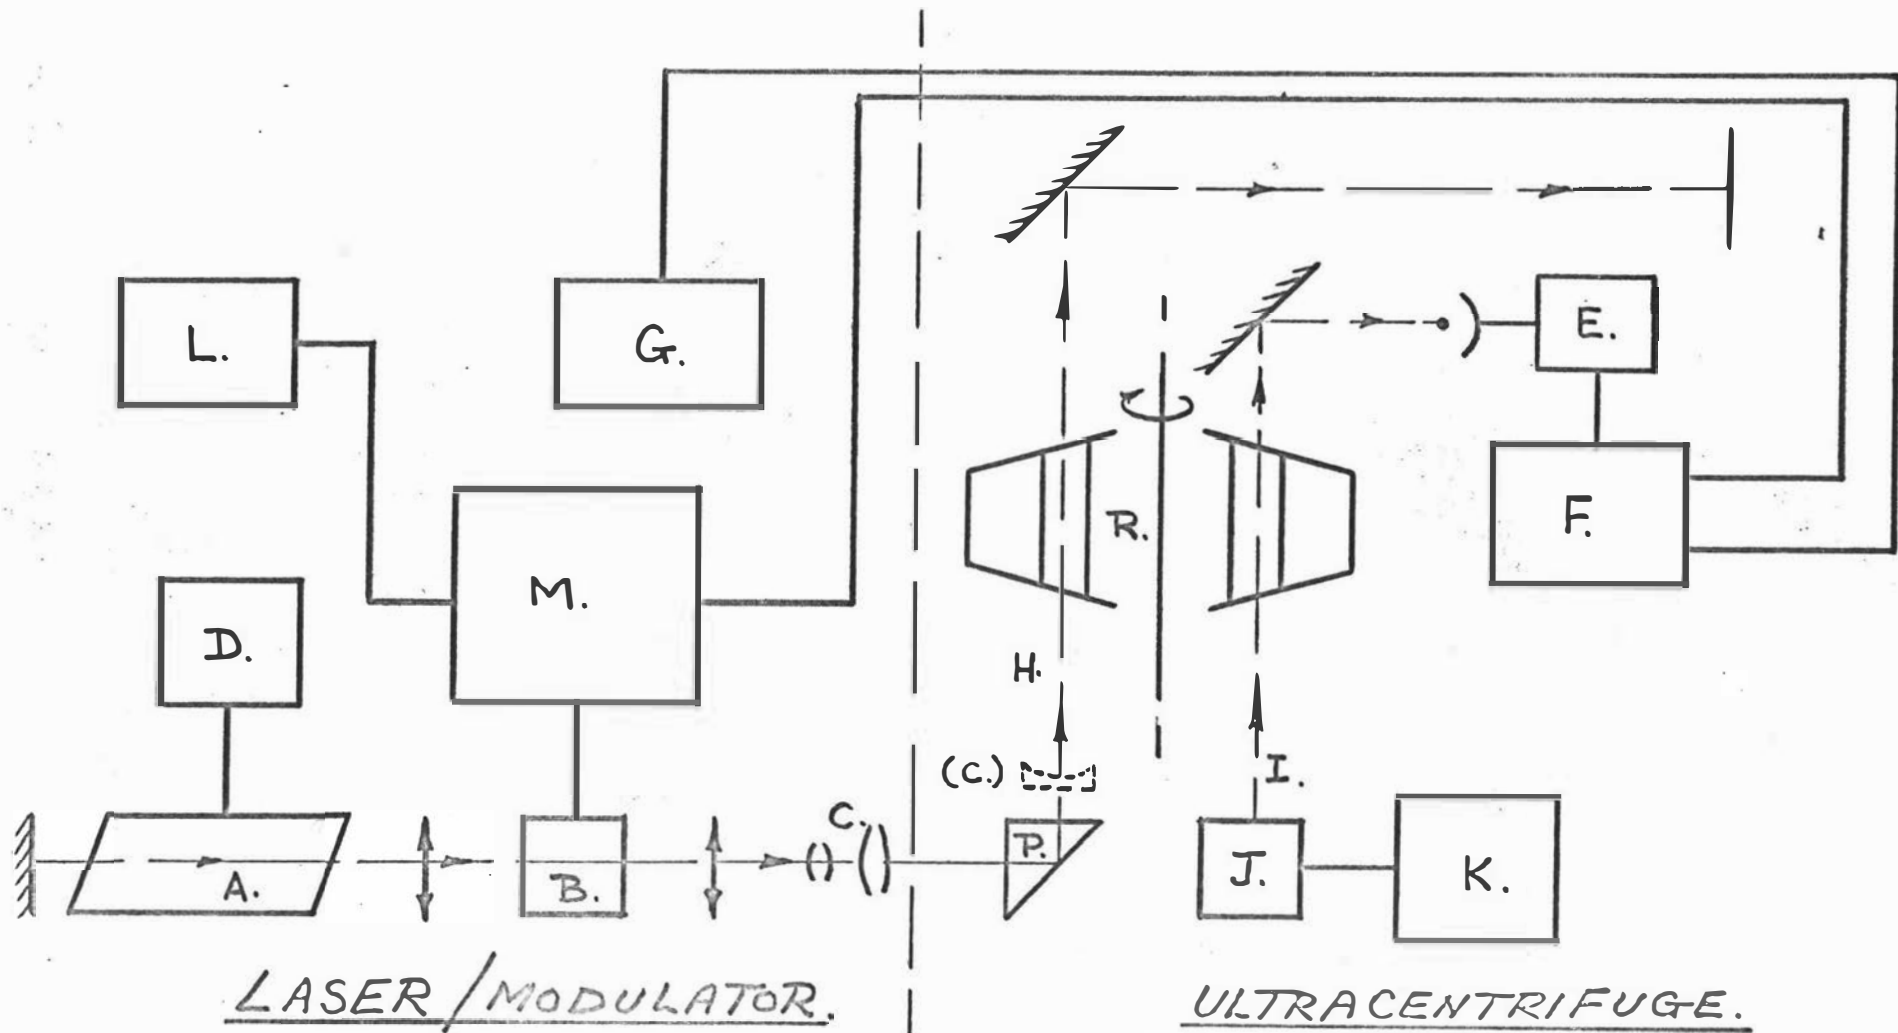 L.
G.
E.
F.
M.
R.
D.
H.
(C.)
I.
C.
P.
A.
B.
J.
K.
LASER/MODULATOR.
ULTRACENTRIFUGE.